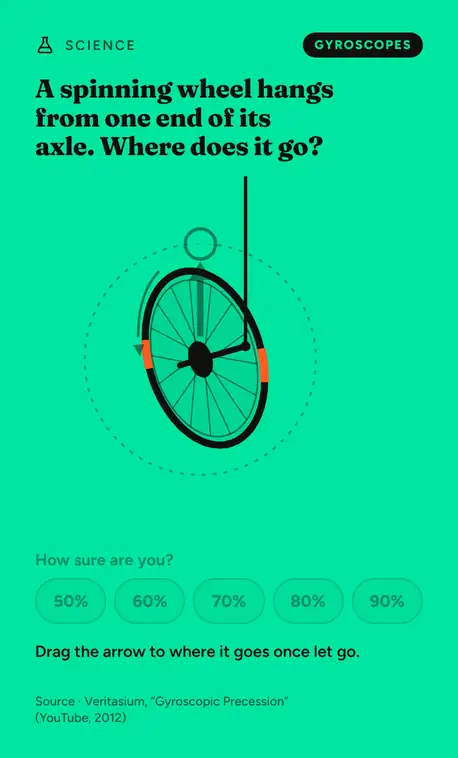 SCIENCE
GYROSCOPES
A spinning wheel hangs
from one end of its
axle. Where does it go?
How sure are you?
50%
60%
70%
80%
90%
Drag the arrow to where it goes once let go.
Source · Veritasium, “Gyroscopic Precession”
(YouTube, 2012)